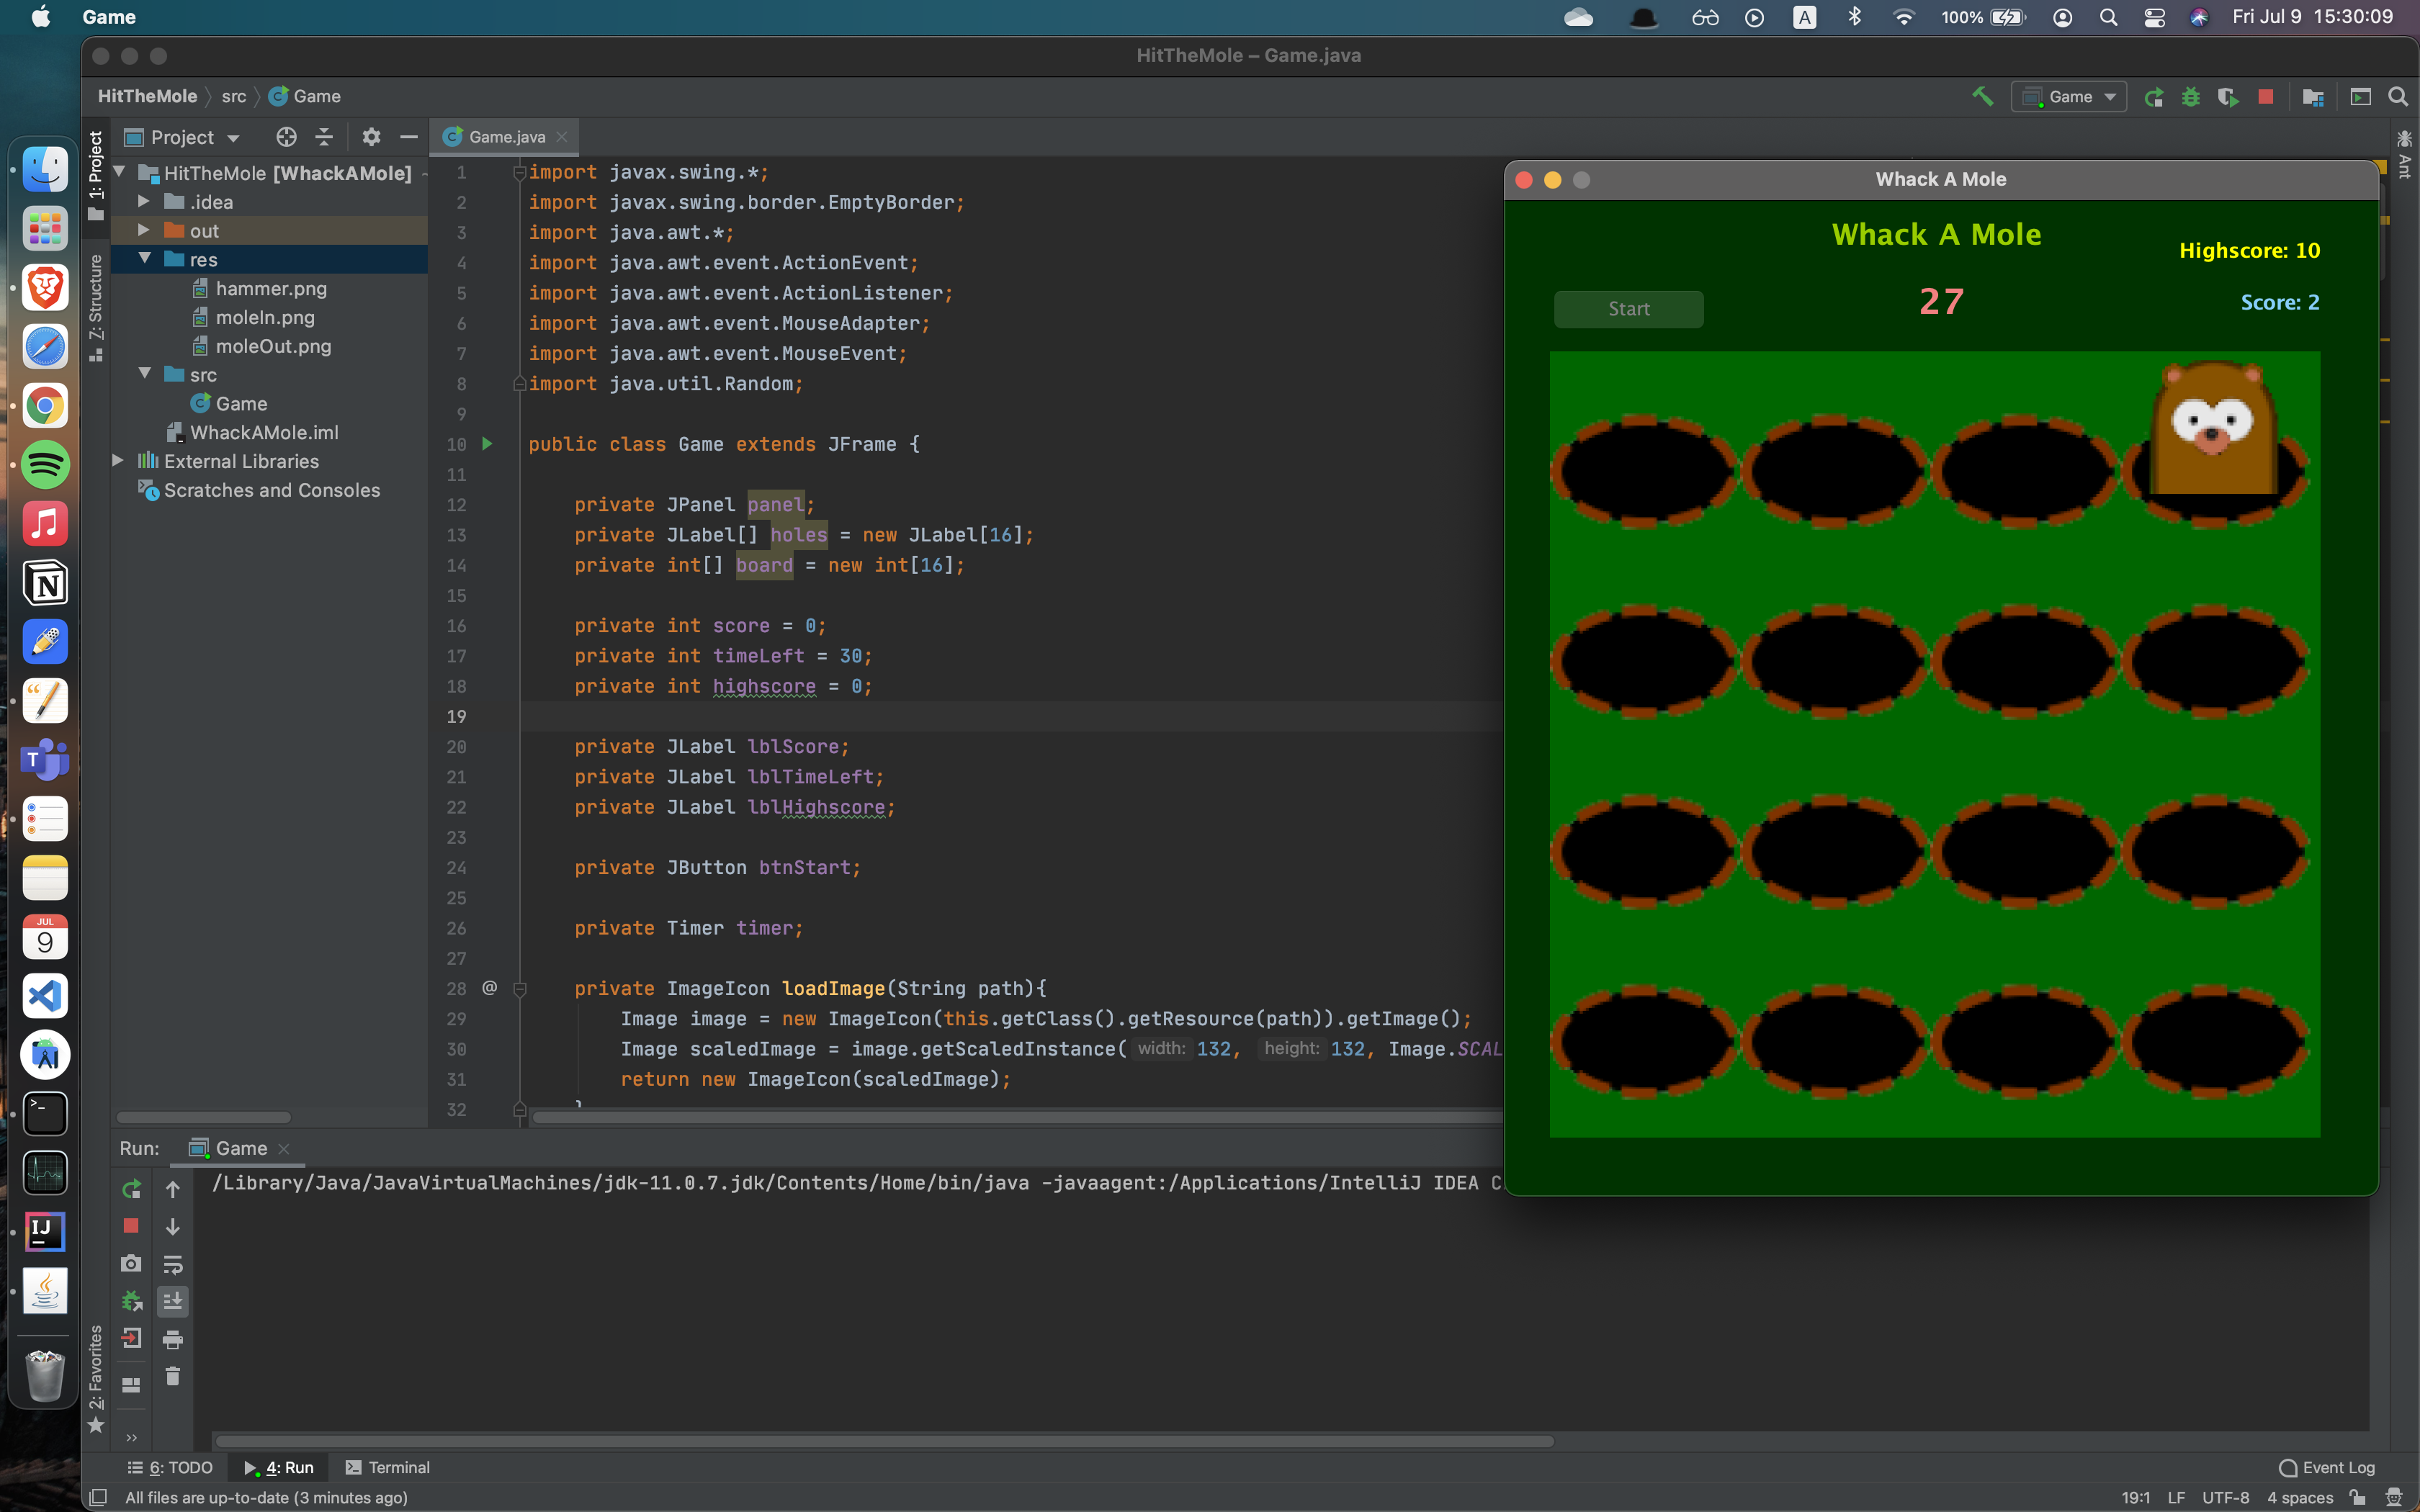 Game
100%
A
Fri Jul 9 15:30:09
HitTheMole – Game.java
HitTheMole
src
Game
Game
1: Project
7: Structure
2: Favorites
Project
HitTheMole [WhackAMole]
.idea
out
res
hammer.png
moleIn.png
moleOut.png
src
Game
WhackAMole.iml
External Libraries
Scratches and Consoles
Game.java
1 import javax.swing.*;
2 import javax.swing.border.EmptyBorder;
3 import java.awt.*;
4 import java.awt.event.ActionEvent;
5 import java.awt.event.ActionListener;
6 import java.awt.event.MouseAdapter;
7 import java.awt.event.MouseEvent;
8 import java.util.Random;
9
10 public class Game extends JFrame {
11
12 private JPanel panel;
13 private JLabel[] holes = new JLabel[16];
14 private int[] board = new int[16];
15
16 private int score = 0;
17 private int timeLeft = 30;
18 private int highscore = 0;
19
20 private JLabel lblScore;
21 private JLabel lblTimeLeft;
22 private JLabel lblHighscore;
23
24 private JButton btnStart;
25
26 private Timer timer;
27
28 @ private ImageIcon loadImage(String path){
29 Image image = new ImageIcon(this.getClass().getResource(path)).getImage();
30 Image scaledImage = image.getScaledInstance( width: 132, height: 132, Image.SCAL
31 return new ImageIcon(scaledImage);
32 }
Ant
Whack A Mole
Whack A Mole
Highscore: 10
Start
27
Score: 2
JUL
9
N
T
>_
IJ
Run:
Game
/Library/Java/JavaVirtualMachines/jdk-11.0.7.jdk/Contents/Home/bin/java -javaagent:/Applications/IntelliJ IDEA C
6: TODO
4: Run
Terminal
Event Log
All files are up-to-date (3 minutes ago)
19:1
LF
UTF-8
4 spaces